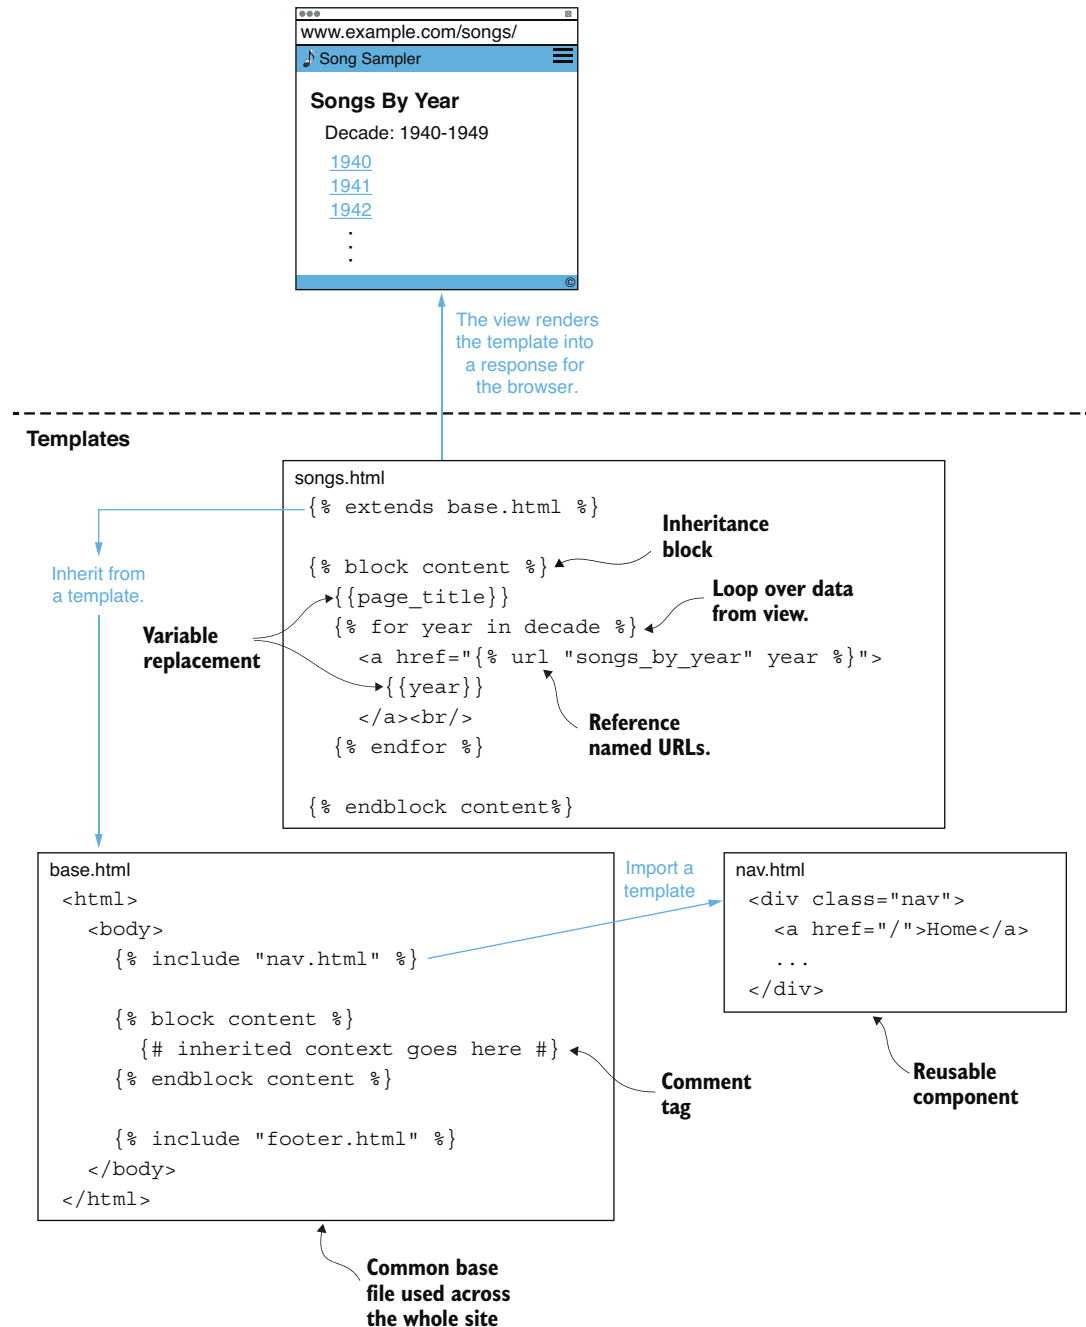 www.example.com/songs/
Song Sampler
Songs By Year
Decade: 1940-1949
1940
1941
1942
©
The view renders
the template into
a response for
the browser.
Templates
songs.html
{% extends base.html %}
Inheritance
block
{% block content %}
Inherit from
a template.
{{page_title}}
Loop over data
from view.
Variable
replacement
{% for year in decade %}
<a href="{% url "songs_by_year" year %}">
{{year}}
</a><br/>
Reference
named URLs.
{% endfor %}
{% endblock content%}
base.html
<html>
<body>
{% include "nav.html" %}
{% block content %}
{# inherited context goes here #}
{% endblock content %}
{% include "footer.html" %}
</body>
</html>
Import a
template
nav.html
<div class="nav">
<a href="/">Home</a>
...
</div>
Comment
tag
Reusable
component
Common base
file used across
the whole site